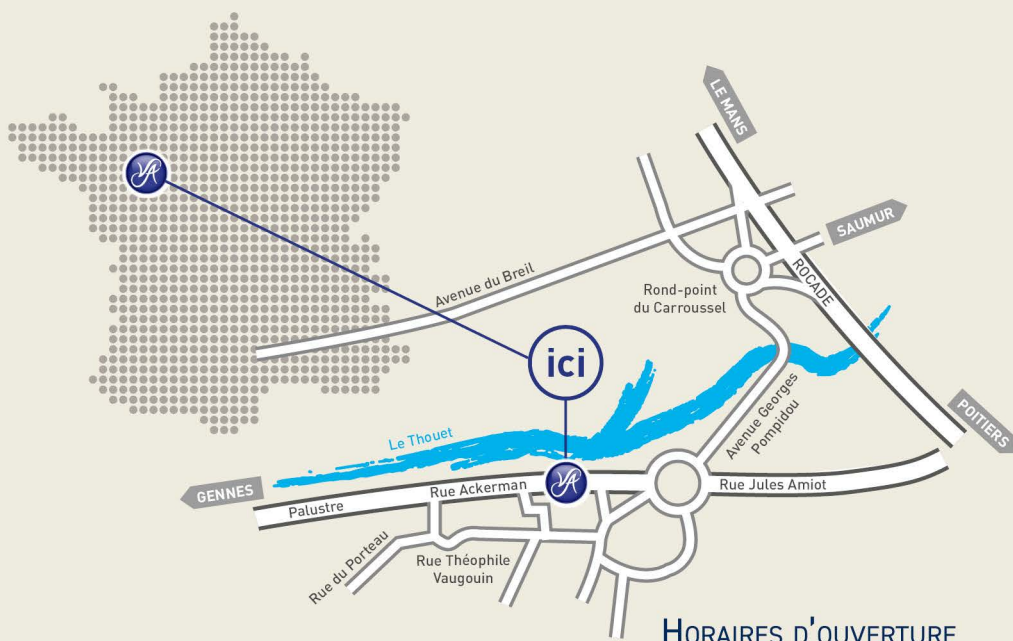 LE MANS
SAUMUR
ROCADE
Avenue du Breil
Rond-point
du Carroussel
ici
Avenue Georges
Pompidou
POITIERS
Le Thouet
GENNES
Palustre
Rue Ackerman
Rue Jules Amiot
Rue du Porteau
Rue Théophile
Vaugouin
HORAIRES D'OUVERTURE